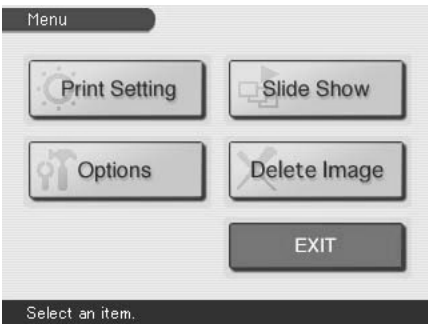 Menu
Print Setting
Slide Show
Options
Delete Image
EXIT
Select an item.